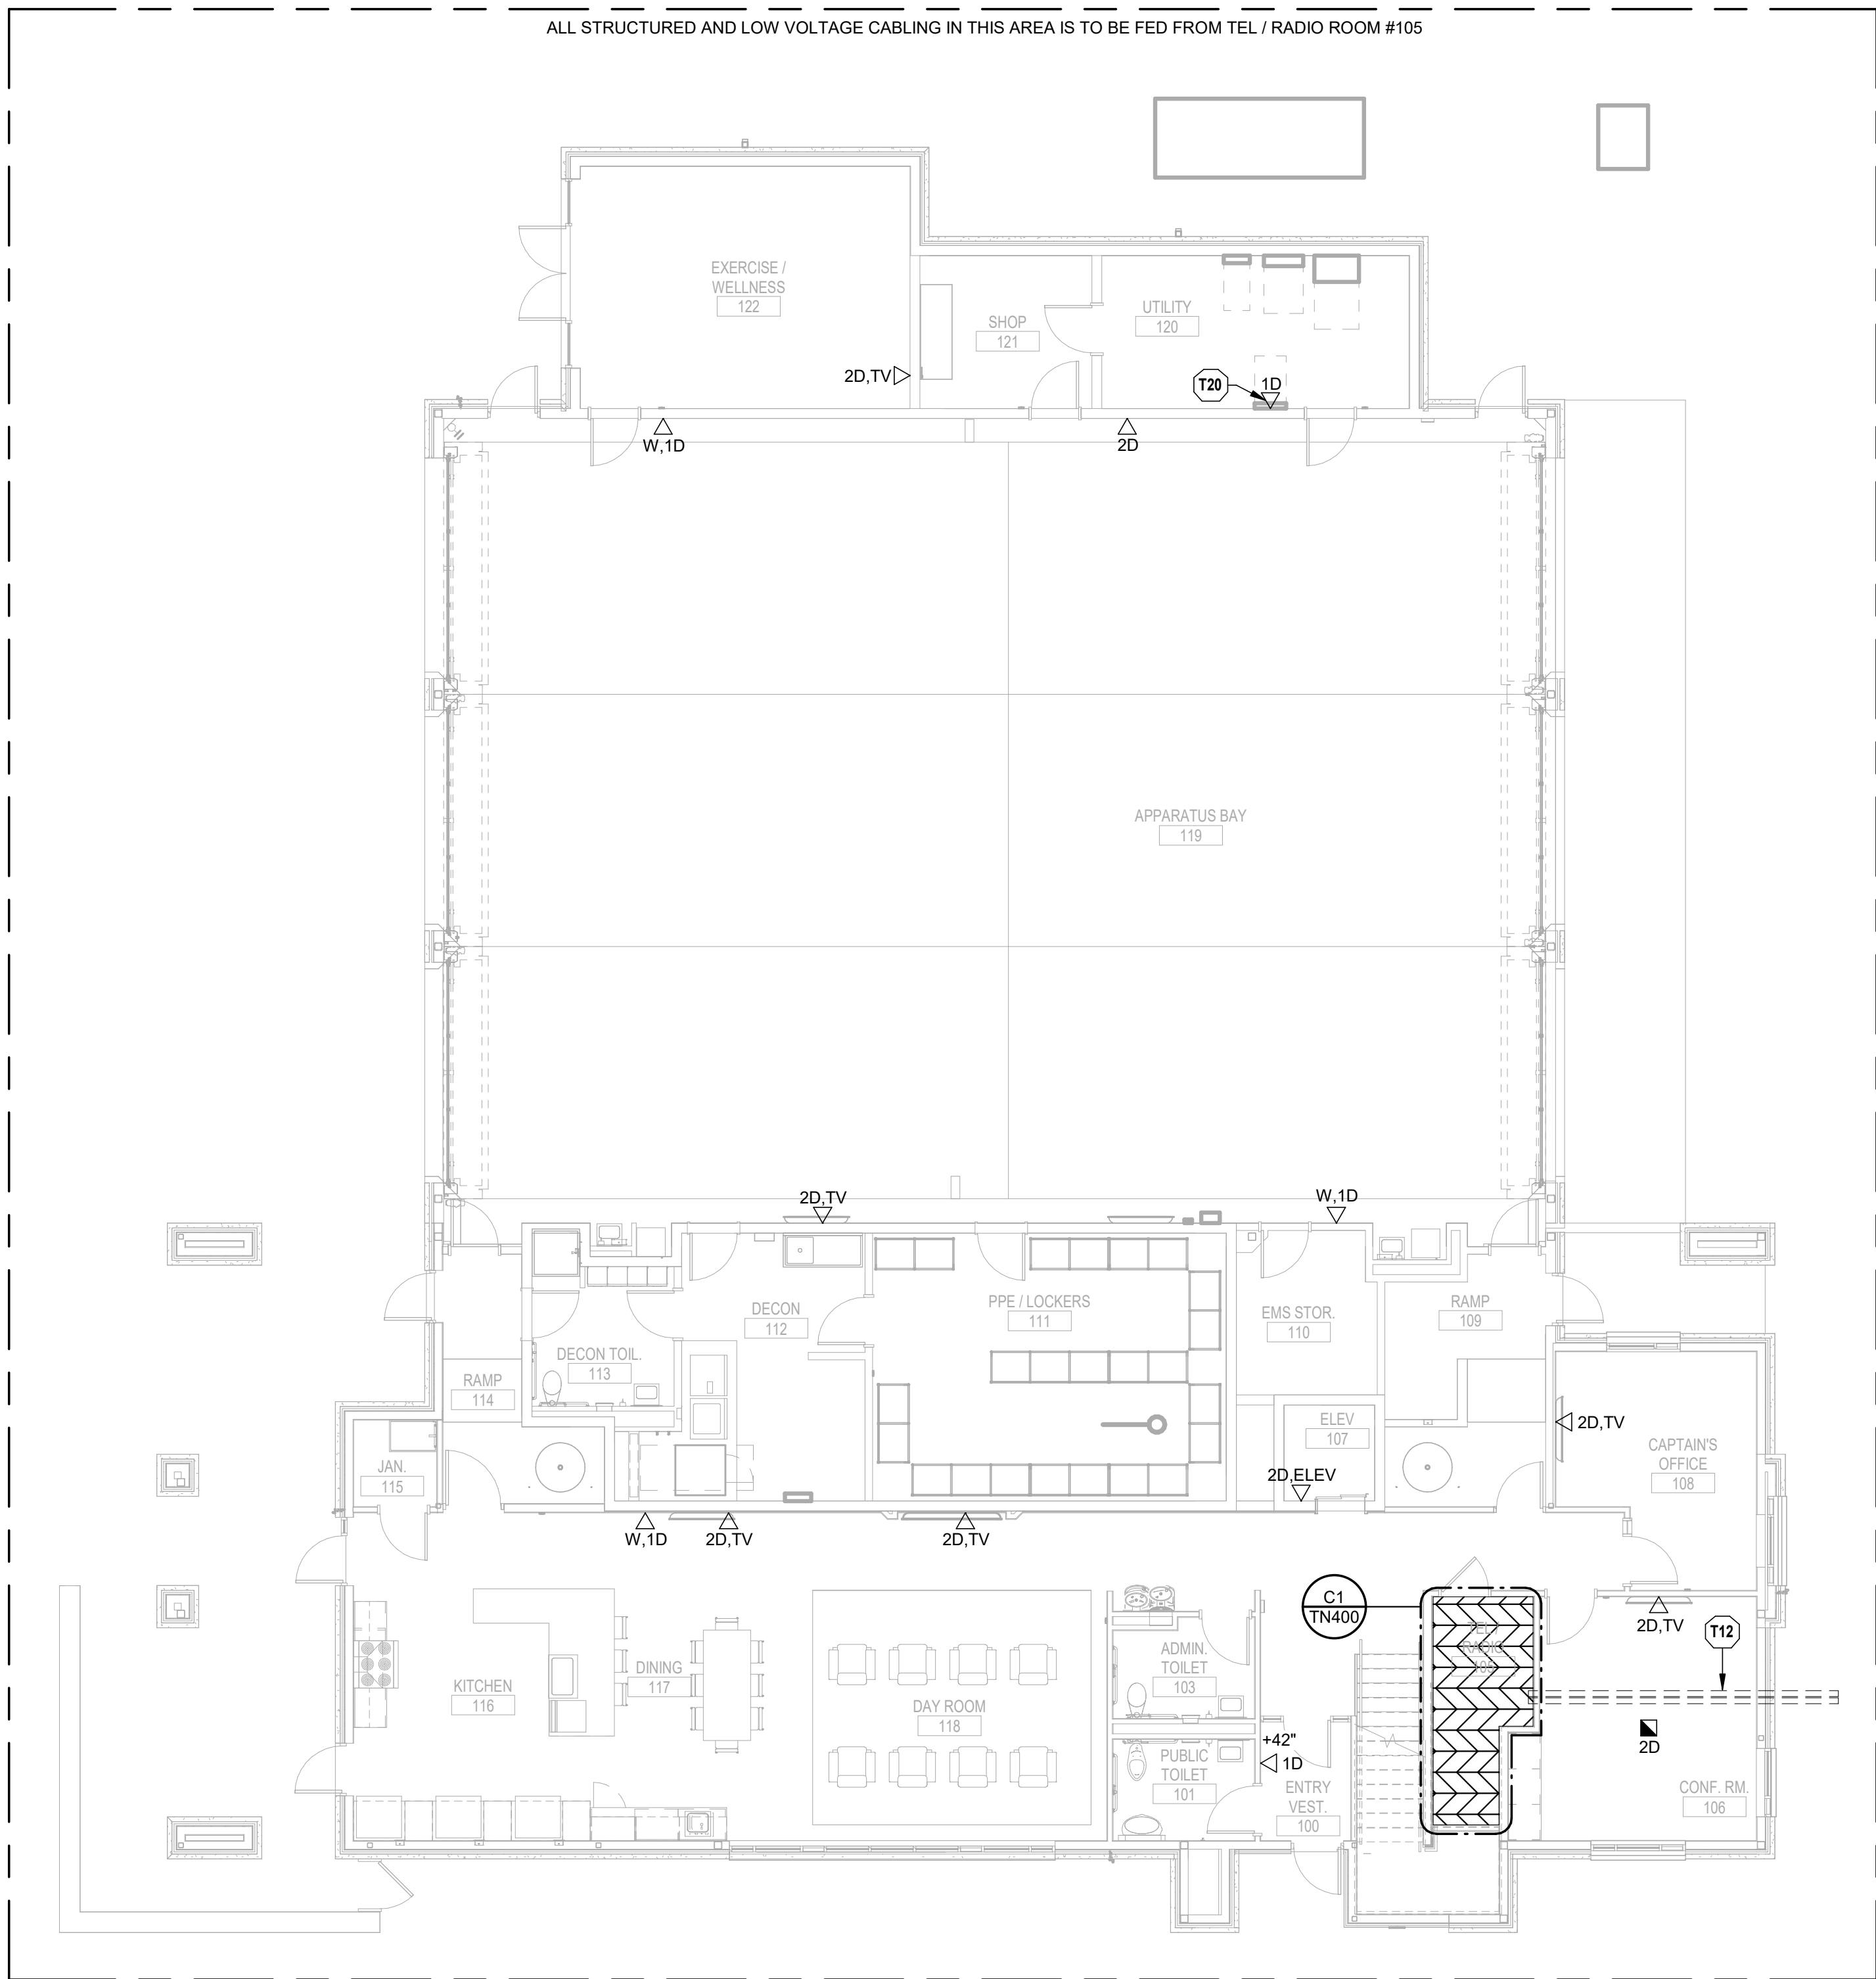 ALL STRUCTURED AND LOW VOLTAGE CABLING IN THIS AREA IS TO BE FED FROM TEL / RADIO ROOM #105
EXERCISE /
WELLNESS
122
SHOP
121
UTILITY
120
2D,TV
T20
1D
W,1D
2D
APPARATUS BAY
119
2D,TV
W,1D
DECON
112
PPE / LOCKERS
111
EMS STOR.
110
RAMP
109
DECON TOIL.
113
RAMP
114
JAN.
115
ELEV
107
2D,ELEV
2D,TV
CAPTAIN'S
OFFICE
108
W,1D
2D,TV
2D,TV
C1
TN400
TEL /
RADIO
105
2D,TV
T12
KITCHEN
116
DINING
117
DAY ROOM
118
ADMIN.
TOILET
103
2D
+42"
1D
PUBLIC
TOILET
101
ENTRY
VEST.
100
CONF. RM.
106